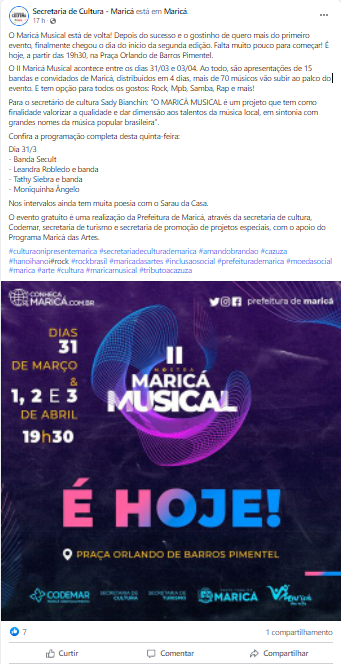 Secretaria de Cultura - Maricá está em Maricá.
17 h ·
O Maricá Musical está de volta! Depois do sucesso e o gostinho de quero mais do primeiro
evento, finalmente chegou o dia do início da segunda edição. Falta muito pouco para começar! É
hoje, a partir das 19h30, na Praça Orlando de Barros Pimentel.
O II Maricá Musical acontece entre os dias 31/03 e 03/04. Ao todo, são apresentações de 15
bandas e convidados de Maricá, distribuídos em 4 dias, mais de 70 músicos vão subir ao palco do
evento. E tem opção para todos os gostos: Rock, Mpb, Samba, Rap e mais!
Para o secretário de cultura Sady Bianchin: "O MARICÁ MUSICAL é um projeto que tem como
finalidade valorizar a qualidade e dar dimensão aos talentos da música local, em sintonia com
grandes nomes da música popular brasileira".
Confira a programação completa desta quinta-feira:
Dia 31/3
- Banda Secult
- Leandra Robledo e banda
- Tathy Siebra e banda
- Moniquinha Ângelo
Nos intervalos ainda tem muita poesia com o Sarau da Casa.
O evento gratuito é uma realização da Prefeitura de Maricá, através da secretaria de cultura,
Codemar, secretaria de turismo e secretaria de promoção de projetos especiais, com o apoio do
Programa Maricá das Artes.
#culturaonipresentemarica #secretariadeculturademarica #arnandobrandao #cazuza
#hanoihanoi#rock #rockbrasil #maricadasartes #inclusaosocial #prefeiturademarica #moedasocial
#marica #arte #cultura #maricamusical #tributoacazuza
CONHEÇA
MARICÁ.COM.BR
prefeitura de maricá
DIAS
31
DE MARÇO
&
1, 2 E 3
DE ABRIL
19h30
II
MOSTRA
MARICÁ
MUSICAL
É HOJE!
PRAÇA ORLANDO DE BARROS PIMENTEL
CODEMAR
SECRETARIA DE
CULTURA
SECRETARIA DE
TURISMO
MARICÁ
7
1 compartilhamento
Curtir
Comentar
Compartilhar